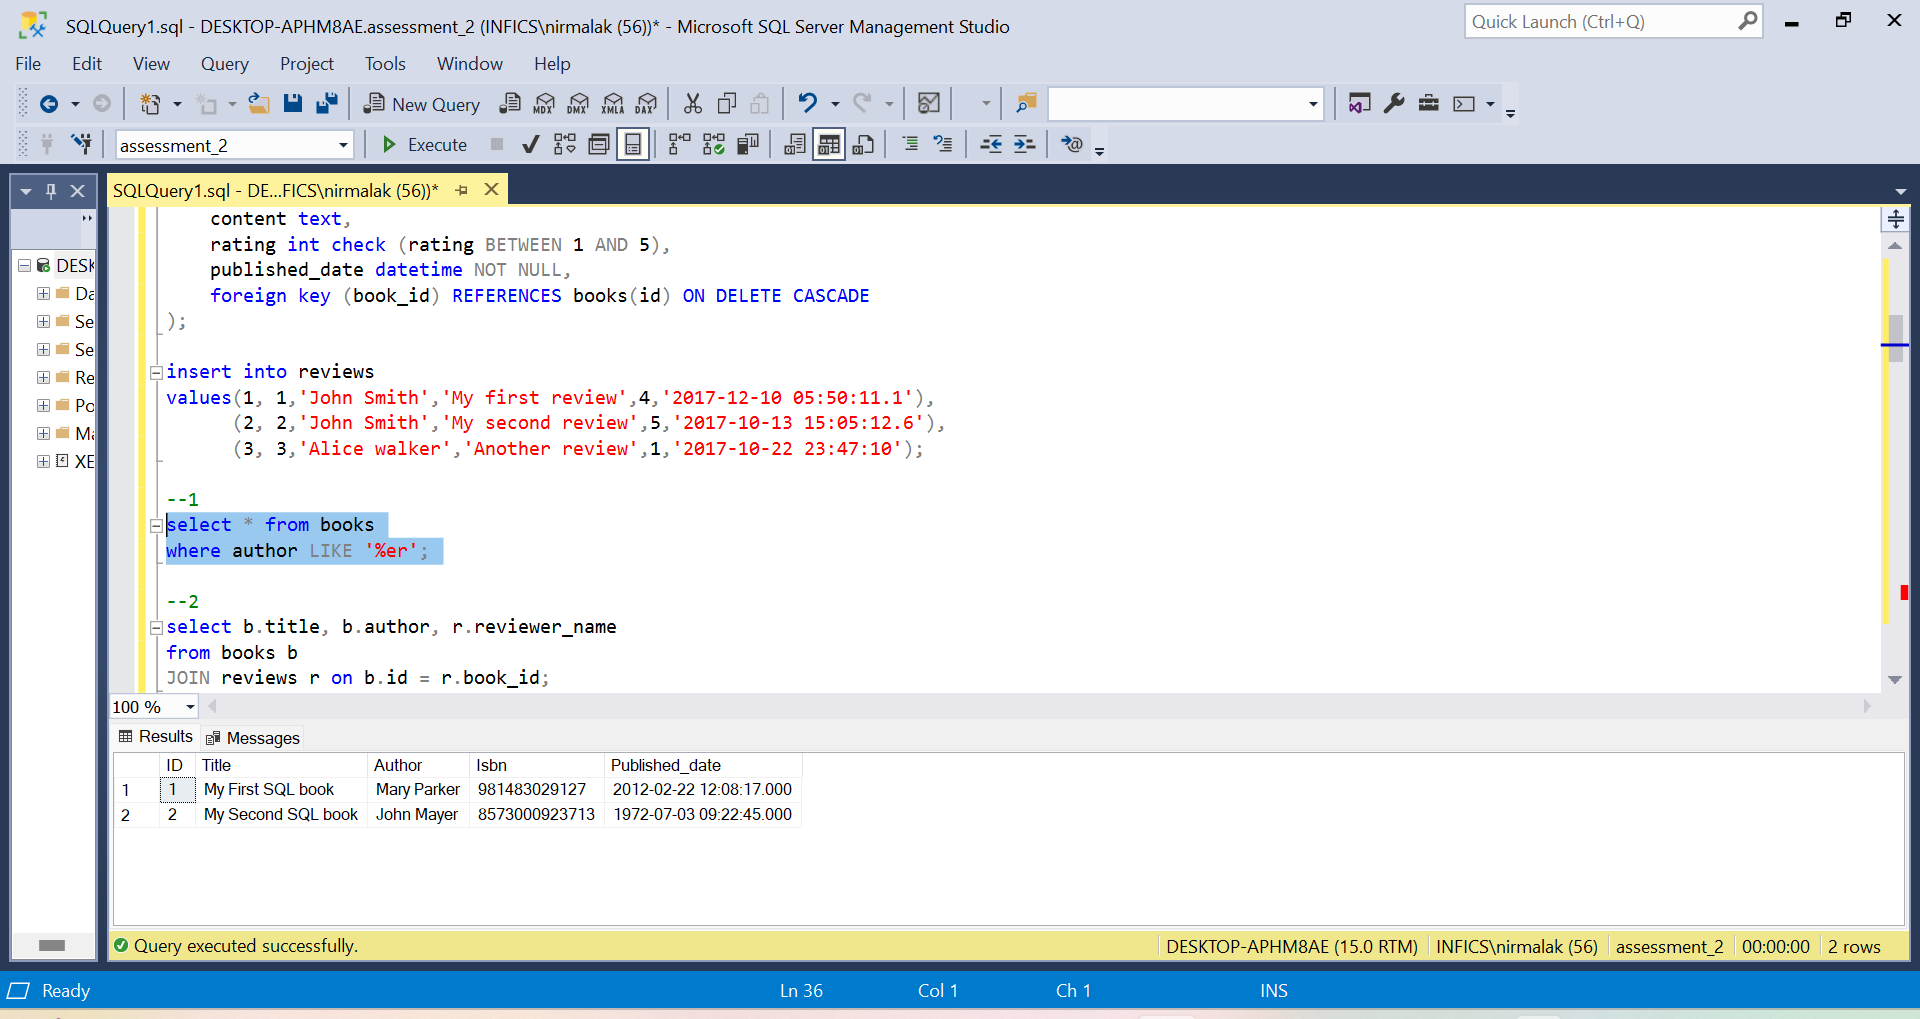 SQLQuery1.sql - DESKTOP-APHM8AE.assessment_2 (INFICS\nirmalak (56))* - Microsoft SQL Server Management Studio
Quick Launch (Ctrl+Q)
File Edit View Query Project Tools Window Help
New Query MDX DMX XMLA DAX
assessment_2 Execute
SQLQuery1.sql - DE...FICS\nirmalak (56))*
DESK
Da
Se
Se
Re
Po
Ma
XE
content text,
rating int check (rating BETWEEN 1 AND 5),
published_date datetime NOT NULL,
foreign key (book_id) REFERENCES books(id) ON DELETE CASCADE
);
insert into reviews
values(1, 1,'John Smith','My first review',4,'2017-12-10 05:50:11.1'),
(2, 2,'John Smith','My second review',5,'2017-10-13 15:05:12.6'),
(3, 3,'Alice walker','Another review',1,'2017-10-22 23:47:10');
--1
select * from books
where author LIKE '%er';
--2
select b.title, b.author, r.reviewer_name
from books b
JOIN reviews r on b.id = r.book_id;
100 %
Results Messages
ID Title Author Isbn Published_date
1 1 My First SQL book Mary Parker 981483029127 2012-02-22 12:08:17.000
2 2 My Second SQL book John Mayer 8573000923713 1972-07-03 09:22:45.000
Query executed successfully. DESKTOP-APHM8AE (15.0 RTM) INFICS\nirmalak (56) assessment_2 00:00:00 2 rows
Ready Ln 36 Col 1 Ch 1 INS